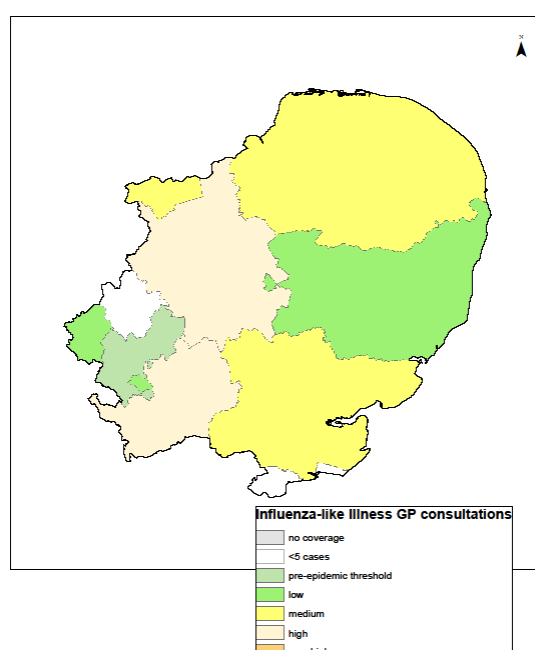 N
Influenza-like Illness GP consultations
no coverage
<5 cases
pre-epidemic threshold
low
medium
high